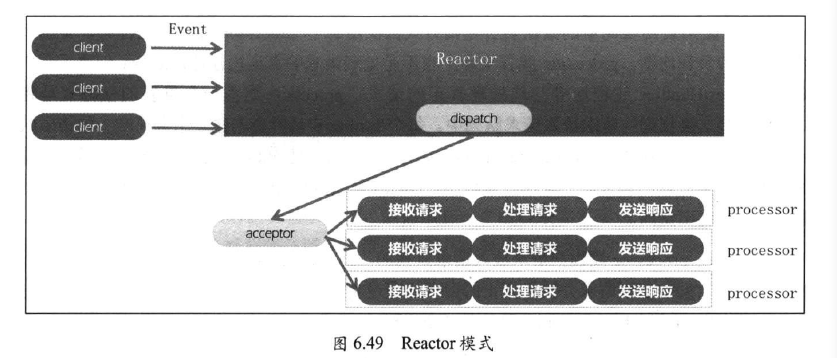 Event
client
Reactor
client
client
dispatch
接收请求 处理请求 发送响应 processor
acceptor
接收请求 处理请求 发送响应 processor
接收请求 处理请求 发送响应 processor
图 6.49 Reactor 模式